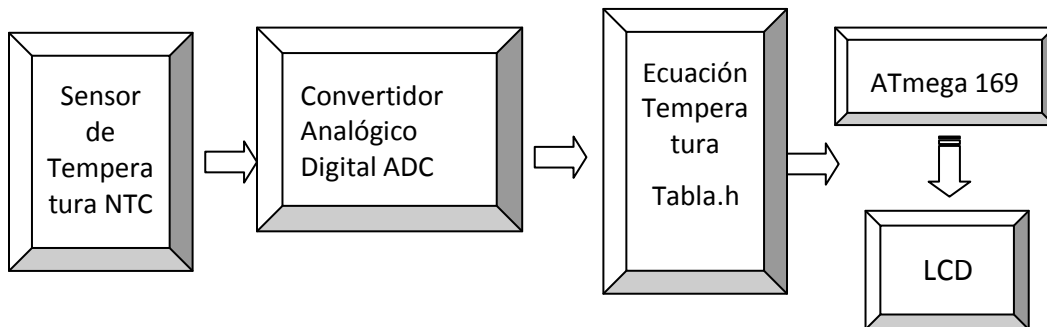 Sensor
de
Tempera
tura NTC
Convertidor
Analógico
Digital ADC
Ecuación
Tempera
tura
Tabla.h
ATmega 169
LCD